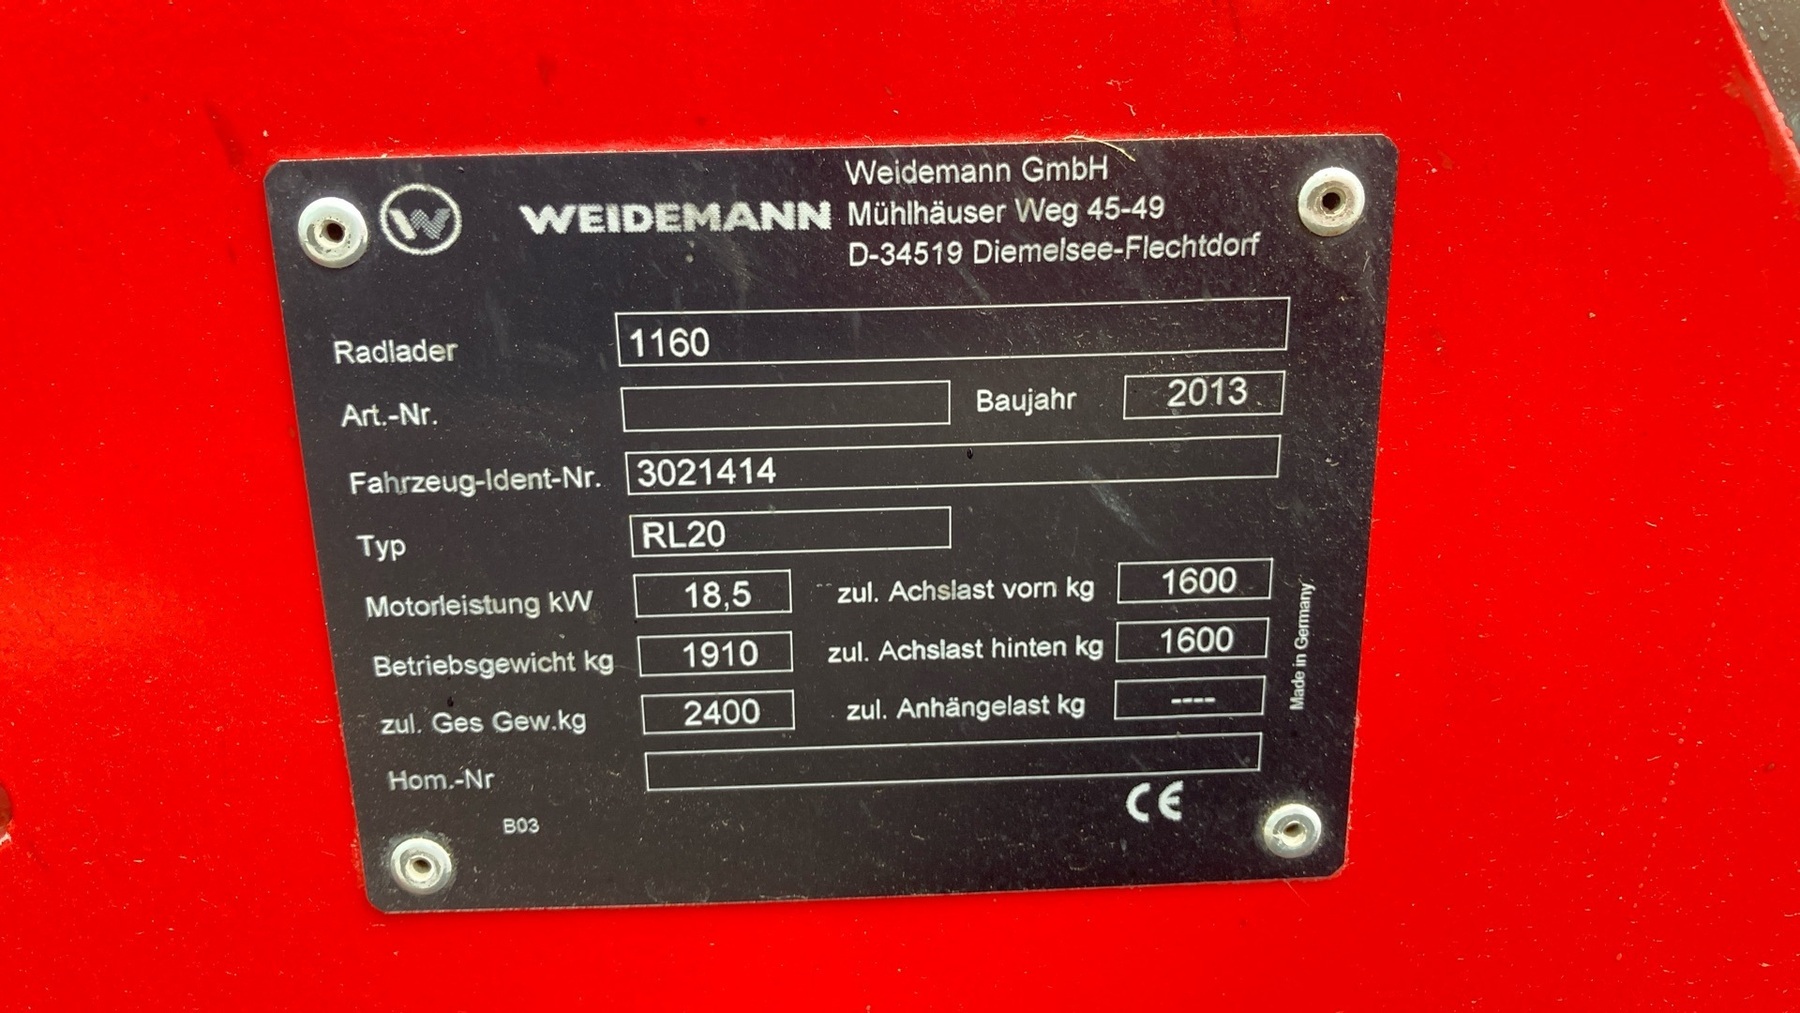 W WEIDEMANN
Weidemann GmbH
Mühlhäuser Weg 45-49
D-34519 Diemelsee-Flechtdorf
Radlader 1160
Art.-Nr. Baujahr 2013
Fahrzeug-Ident-Nr. 3021414
Typ RL20
Motorleistung kW 18,5 zul. Achslast vorn kg 1600
Betriebsgewicht kg 1910 zul. Achslast hinten kg 1600
zul. Ges Gew.kg 2400 zul. Anhängelast kg ----
Hom.-Nr
B03
CE
Made in Germany